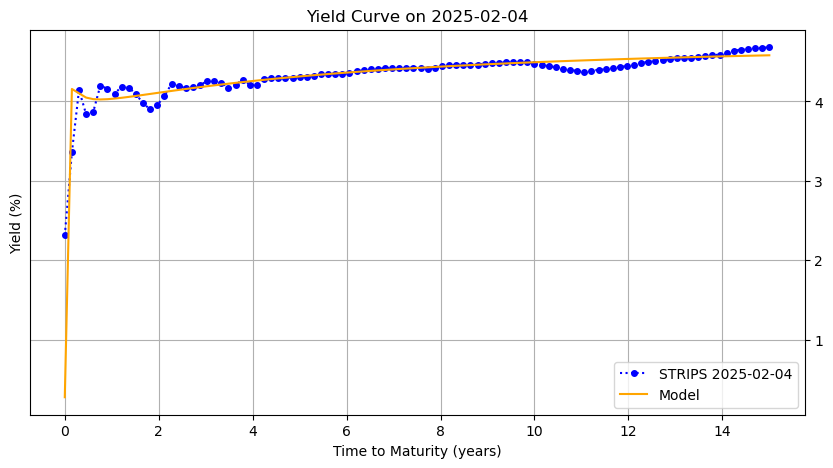 Yield Curve on 2025-02-04
Yield (%)
4
3
2
1
0 2 4 6 8 10 12 14
Time to Maturity (years)
STRIPS 2025-02-04
Model